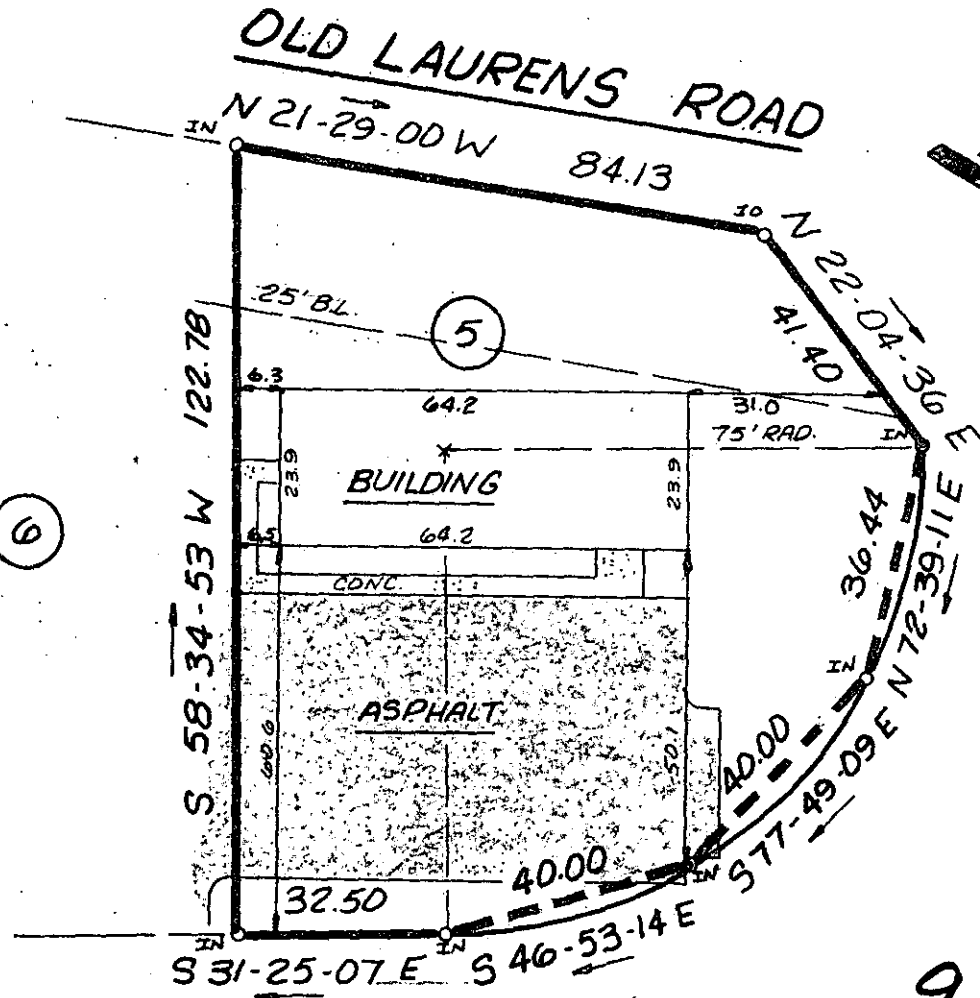 OLD LAURENS ROAD
IN
N 21-29-00 W 84.13
IO
N 22-04-36 E
41.40
25' B.L.
5
6.3
64.2
31.0
75' RAD.
IN
S 58-34-53 W 122.78
23.9
BUILDING
23.9
36.44
N 72-39-11 E
6
6.5
64.2
CONC.
IN
ASPHALT
60.6
50.1
40.00
S 77-49-09 E
IN
32.50
40.00
IN
IN
S 31-25-07 E
S 46-53-14 E
9